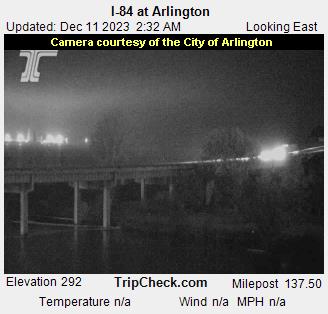 I-84 at Arlington
Updated: Dec 11 2023 2:32 AM Looking East
Camera courtesy of the City of Arlington
Elevation 292 TripCheck.com Milepost 137.50
Temperature n/a Wind n/a MPH n/a